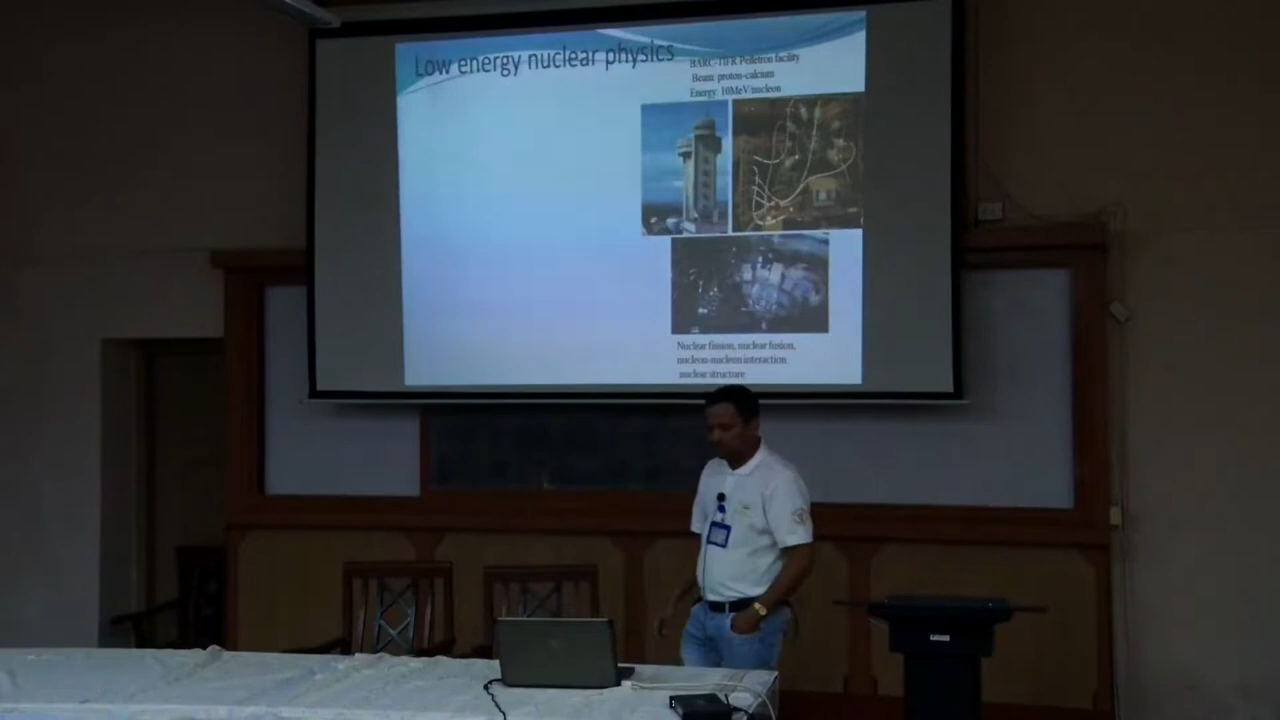 Low energy nuclear physics
BARC-TIFR Pelletron facility
Beam: proton-calcium
Energy: 10MeV/nucleon
Nuclear fission, nuclear fusion,
nucleon-nucleon interaction
nuclear structure